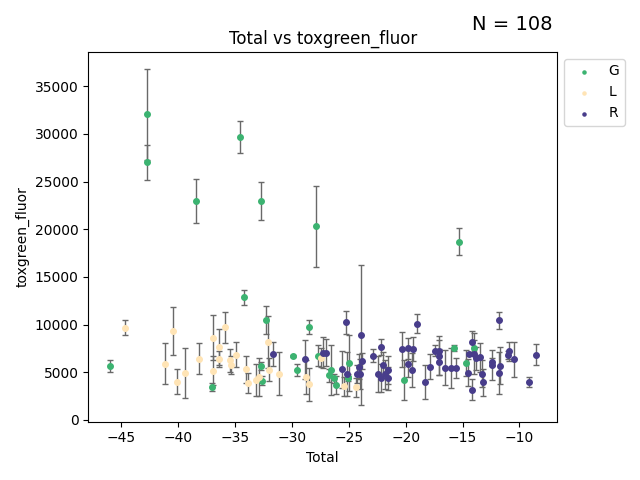 N = 108
Total vs toxgreen_fluor
35000
30000
25000
20000
15000
10000
5000
0
toxgreen_fluor
−45
−40
−35
−30
−25
−20
−15
−10
Total
G
L
R